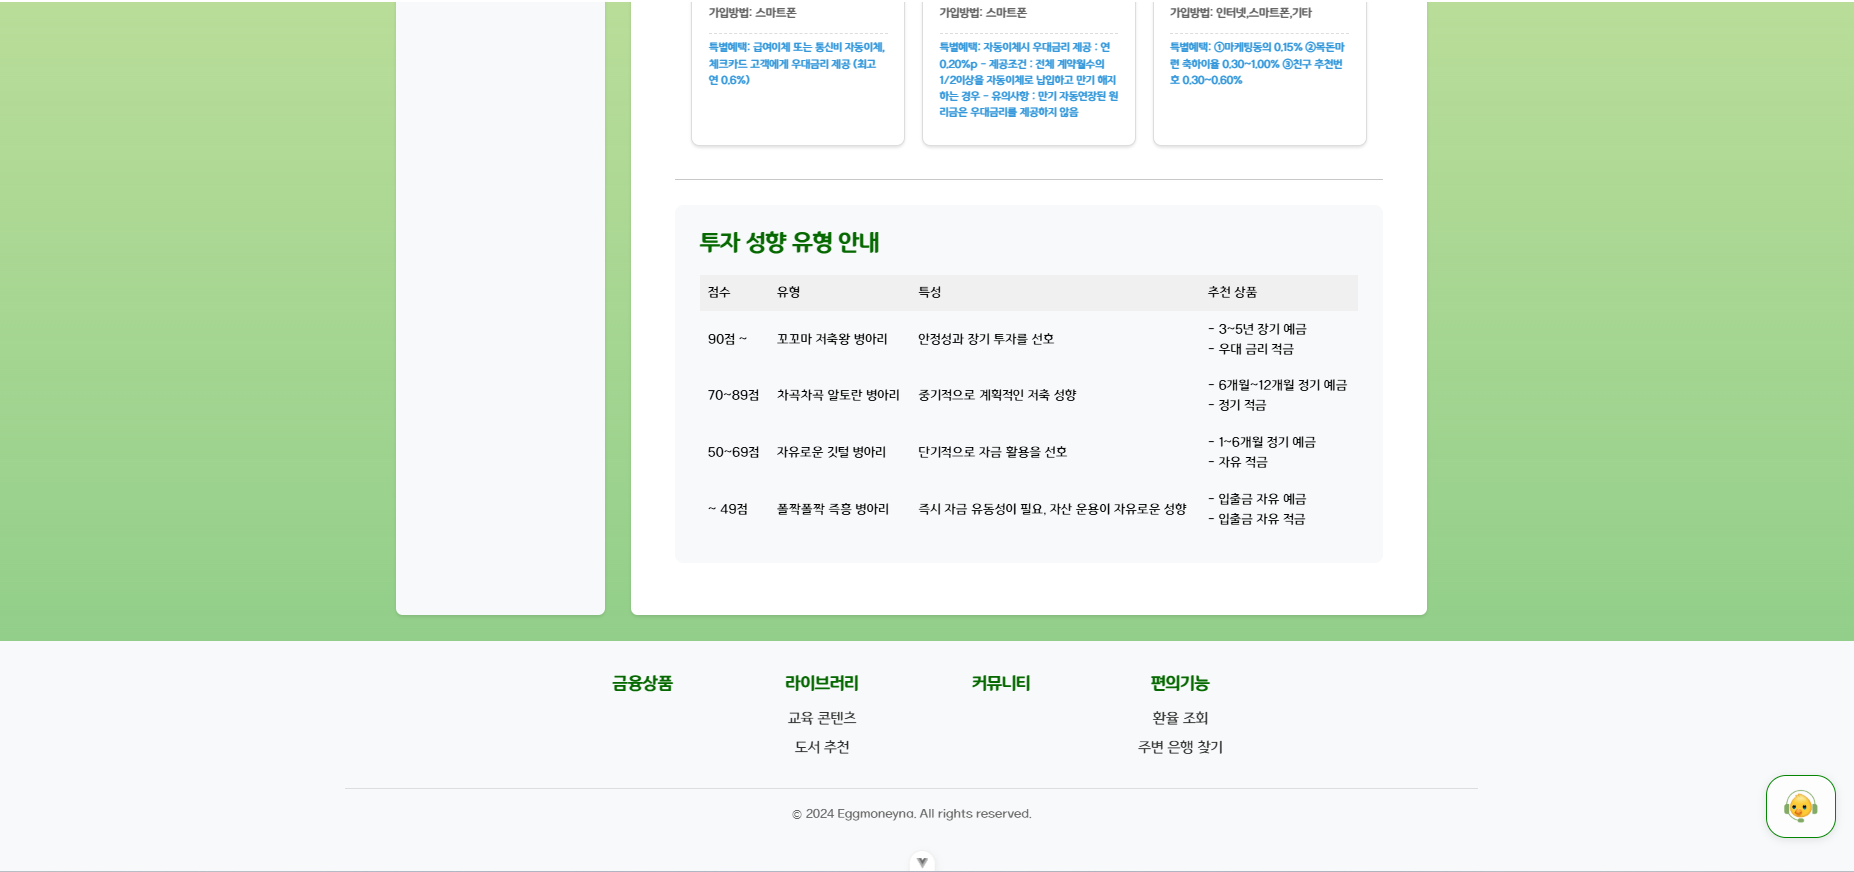 가입방법: 스마트폰
특별혜택: 급여이체 또는 통신비 자동이체,
체크카드 고객에게 우대금리 제공 (최고
연 0.6%)
가입방법: 스마트폰
특별혜택: 자동이체시 우대금리 제공 : 연
0.20%p - 제공조건 : 전체 계약월수의
1/2이상을 자동이체로 납입하고 만기 해지
하는 경우 - 유의사항 : 만기 자동연장된 원
리금은 우대금리를 제공하지 않음
가입방법: 인터넷,스마트폰,기타
특별혜택: ①마케팅동의 0.15% ②목돈마
련 축하이율 0.30~1.00% ③친구 추천번
호 0.30~0.60%
투자 성향 유형 안내
점수 유형 특성 추천 상품
90점 ~ 꼬꼬마 저축왕 병아리 안정성과 장기 투자를 선호
- 3~5년 장기 예금
- 우대 금리 적금
70~89점 차곡차곡 알토란 병아리 중기적으로 계획적인 저축 성향
- 6개월~12개월 정기 예금
- 정기 적금
50~69점 자유로운 깃털 병아리 단기적으로 자금 활용을 선호
- 1~6개월 정기 예금
- 자유 적금
~ 49점 폴짝폴짝 즉흥 병아리 즉시 자금 유동성이 필요, 자산 운용이 자유로운 성향
- 입출금 자유 예금
- 입출금 자유 적금
금융상품
라이브러리
교육 콘텐츠
도서 추천
커뮤니티
편의기능
환율 조회
주변 은행 찾기
© 2024 Eggmoneyna. All rights reserved.